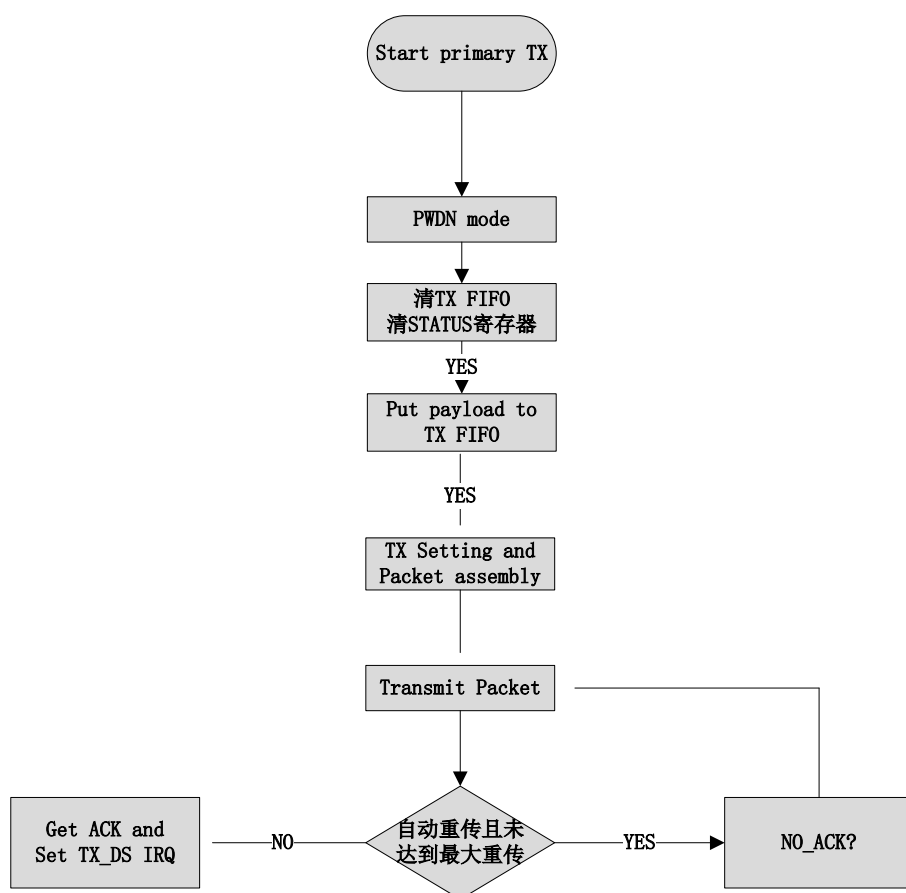 Start primary TX
PWDN mode
清TX FIFO
清STATUS寄存器
YES
Put payload to
TX FIFO
YES
TX Setting and
Packet assembly
Transmit Packet
Get ACK and
Set TX_DS IRQ
NO
自动重传且未
达到最大重传
YES
NO_ACK?